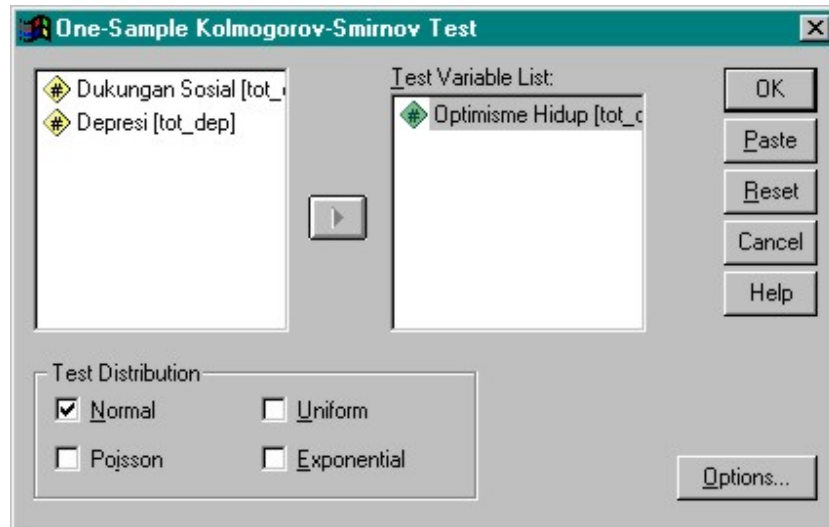 One-Sample Kolmogorov-Smirnov Test
Dukungan Sosial [tot_
Depresi [tot_dep]
Test Variable List:
Optimisme Hidup [tot_
OK
Paste
Reset
Cancel
Help
Test Distribution
Normal
Uniform
Poisson
Exponential
Options...